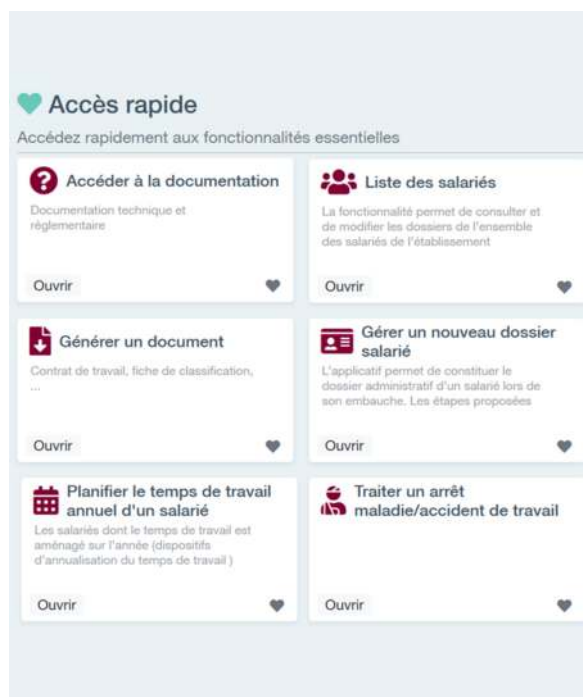 Accès rapide
Accédez rapidement aux fonctionnalités essentielles
Accéder à la documentation
Documentation technique et
règlementaire
Ouvrir
Liste des salariés
La fonctionnalité permet de consulter et
de modifier les dossiers de l'ensemble
des salariés de l'établissement
Ouvrir
Générer un document
Contrat de travail, fiche de classification,
...
Ouvrir
Gérer un nouveau dossier
salarié
L'applicatif permet de constituer le
dossier administratif d'un salarié lors de
son embauche. Les étapes proposées
Ouvrir
Planifier le temps de travail
annuel d'un salarié
Les salariés dont le temps de travail est
aménagé sur l'année (dispositifs
d'annualisation du temps de travail )
Ouvrir
Traiter un arrêt
maladie/accident de travail
Ouvrir